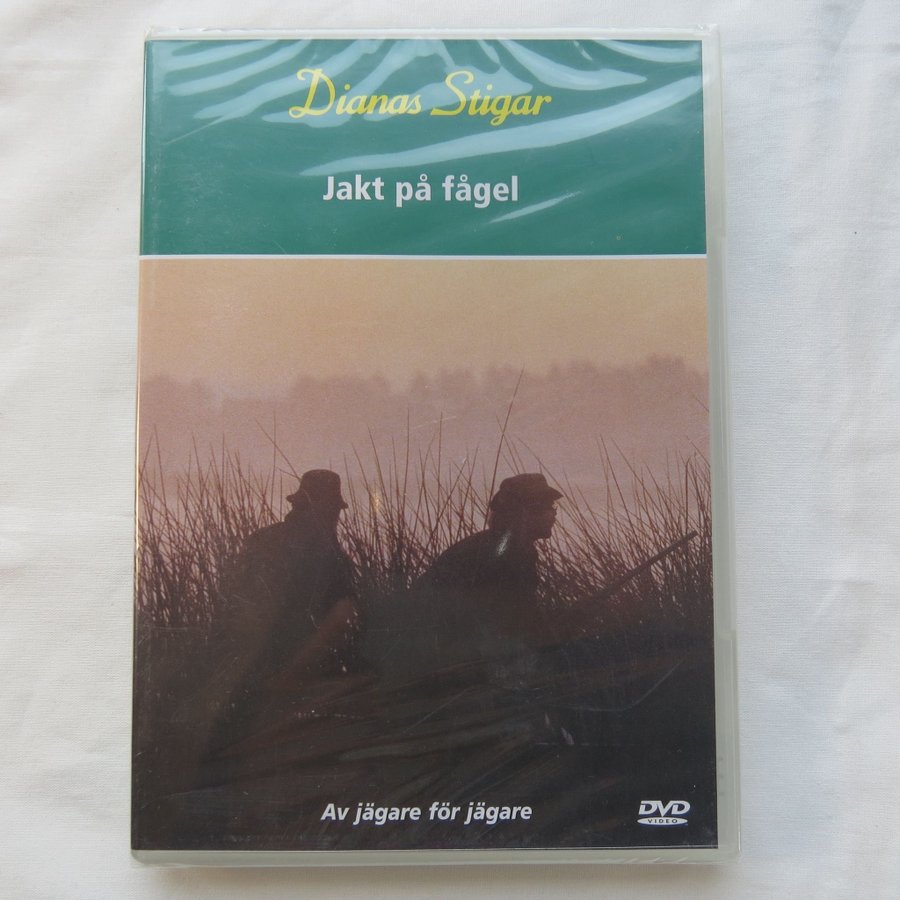 Dianas Stigar
Jakt på fågel
Av jägare för jägare
DVD
VIDEO